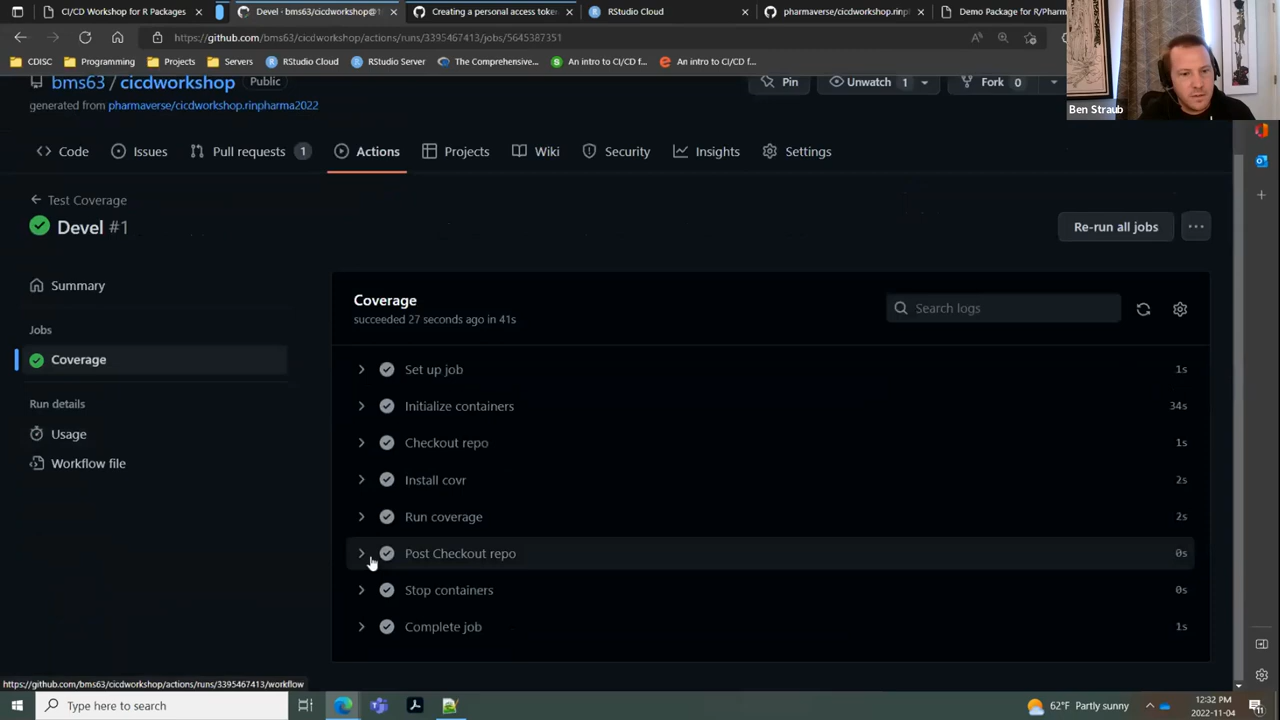 CI/CD Workshop for R Packages
Devel · bms63/cicdworkshop@1
Creating a personal access toke
RStudio Cloud
pharmaverse/cicdworkshop.rinp
Demo Package for R/Pharm
https://github.com/bms63/cicdworkshop/actions/runs/3395467413/jobs/5645387351
CDISC
Programming
Projects
Servers
RStudio Cloud
RStudio Server
The Comprehensive...
An intro to CI/CD f...
An intro to CI/CD f...
Ben Straub
bms63 / cicdworkshop Public
Pin
Unwatch 1
Fork 0
generated from pharmaverse/cicdworkshop.rinpharma2022
Code
Issues
Pull requests 1
Actions
Projects
Wiki
Security
Insights
Settings
Test Coverage
Devel #1
Re-run all jobs
Summary
Jobs
Coverage
Run details
Usage
Workflow file
Coverage
succeeded 27 seconds ago in 41s
Search logs
Set up job 1s
Initialize containers 34s
Checkout repo 1s
Install covr 2s
Run coverage 2s
Post Checkout repo 0s
Stop containers 0s
Complete job 1s
https://github.com/bms63/cicdworkshop/actions/runs/3395467413/workflow
Type here to search
62°F Partly sunny
12:32 PM
2022-11-04
11